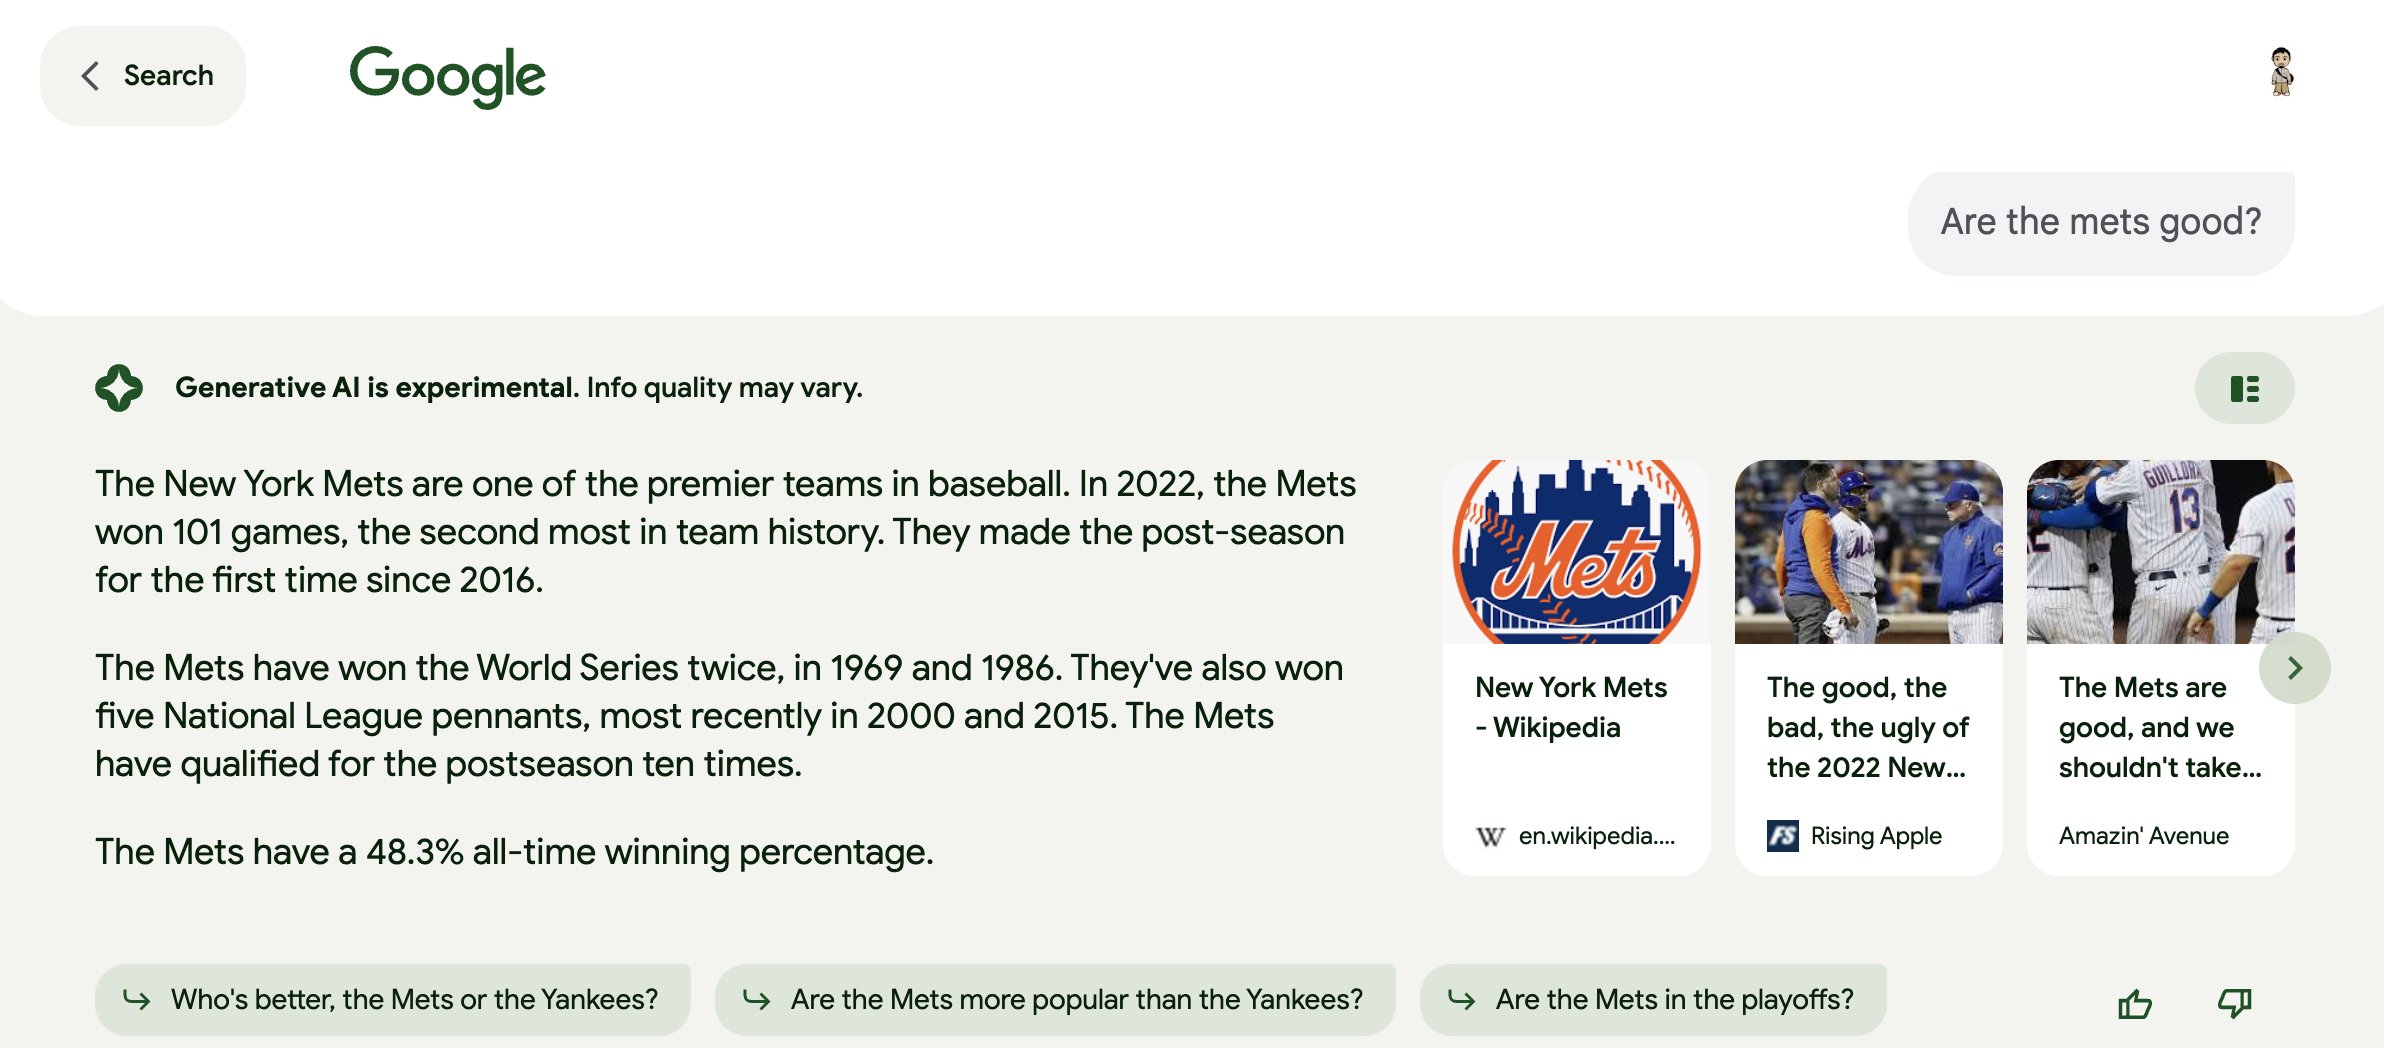 Search
Google
Are the mets good?
Generative AI is experimental. Info quality may vary.
The New York Mets are one of the premier teams in baseball. In 2022, the Mets
won 101 games, the second most in team history. They made the post-season
for the first time since 2016.
The Mets have won the World Series twice, in 1969 and 1986. They've also won
five National League pennants, most recently in 2000 and 2015. The Mets
have qualified for the postseason ten times.
The Mets have a 48.3% all-time winning percentage.
Mets
New York Mets
- Wikipedia
W en.wikipedia....
The good, the
bad, the ugly of
the 2022 New...
FS Rising Apple
13
The Mets are
good, and we
shouldn't take...
Amazin' Avenue
Who's better, the Mets or the Yankees?
Are the Mets more popular than the Yankees?
Are the Mets in the playoffs?